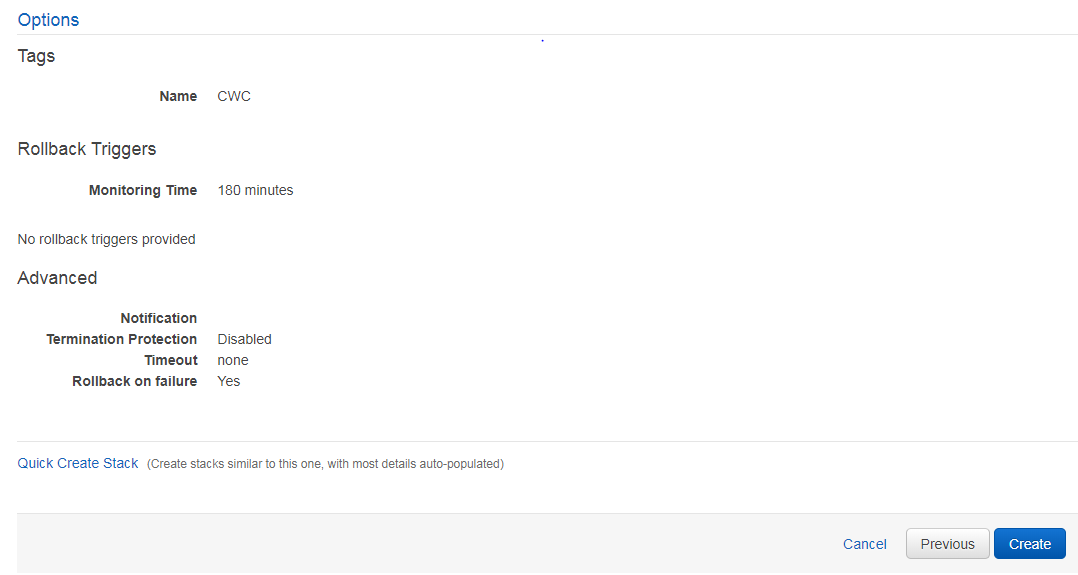 Options
Tags
Name CWC
Rollback Triggers
Monitoring Time 180 minutes
No rollback triggers provided
Advanced
Notification
Termination Protection Disabled
Timeout none
Rollback on failure Yes
Quick Create Stack (Create stacks similar to this one, with most details auto-populated)
Cancel Previous Create